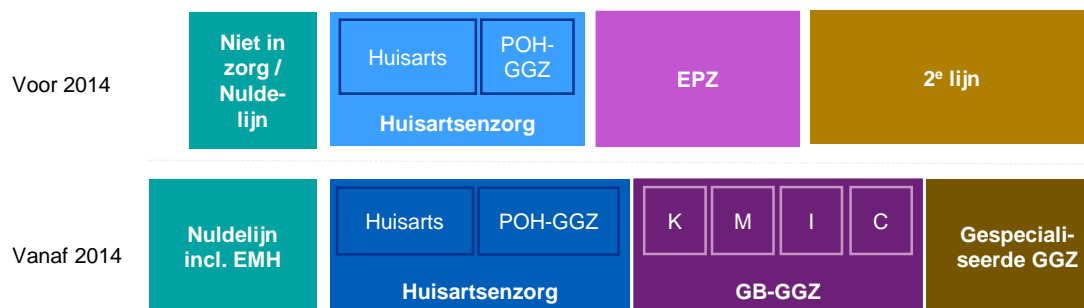 Voor 2014
Niet in
zorg /
Nulde-
lijn
Huisarts
POH-
GGZ
Huisartsenzorg
EPZ
2e lijn
Vanaf 2014
Nuldelijn
incl. EMH
Huisarts
POH-GGZ
Huisartsenzorg
K
M
I
C
GB-GGZ
Gespeciali-
seerde GGZ